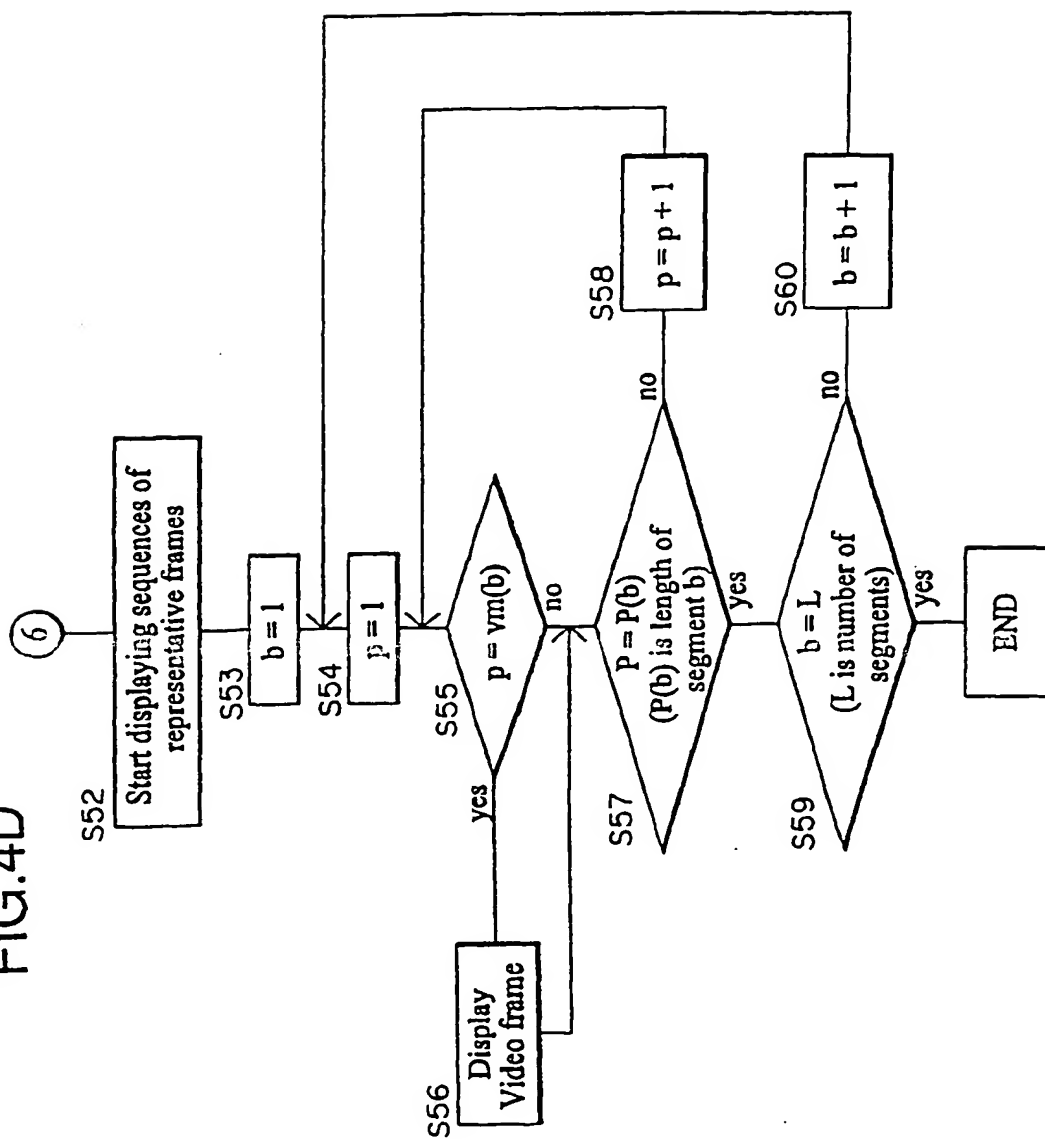 FIG.4D
6
S52
Start displaying sequences of
representative frames
S53
b = 1
S54
p = 1
S55
p = vm(b)
yes
no
S56
Display
Video frame
S57
P = P(b)
(P(b) is length of
segment b)
no
yes
S58
p = p + 1
S59
b = L
(L is number of
segments)
no
yes
S60
b = b + 1
END